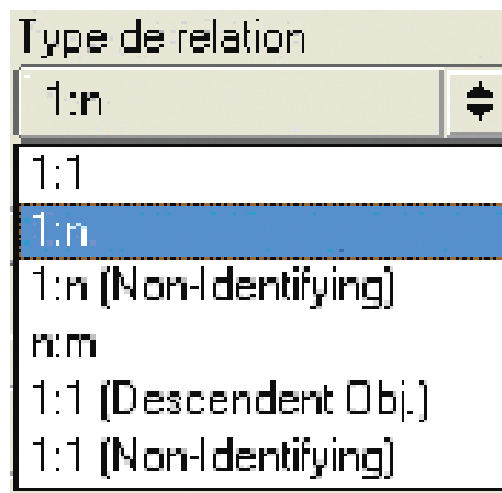 Type de relation
1:n
1:1
1:n
1:n (Non-Identifying)
n:m
1:1 (Descendent Obj.)
1:1 (Non-Identifying)